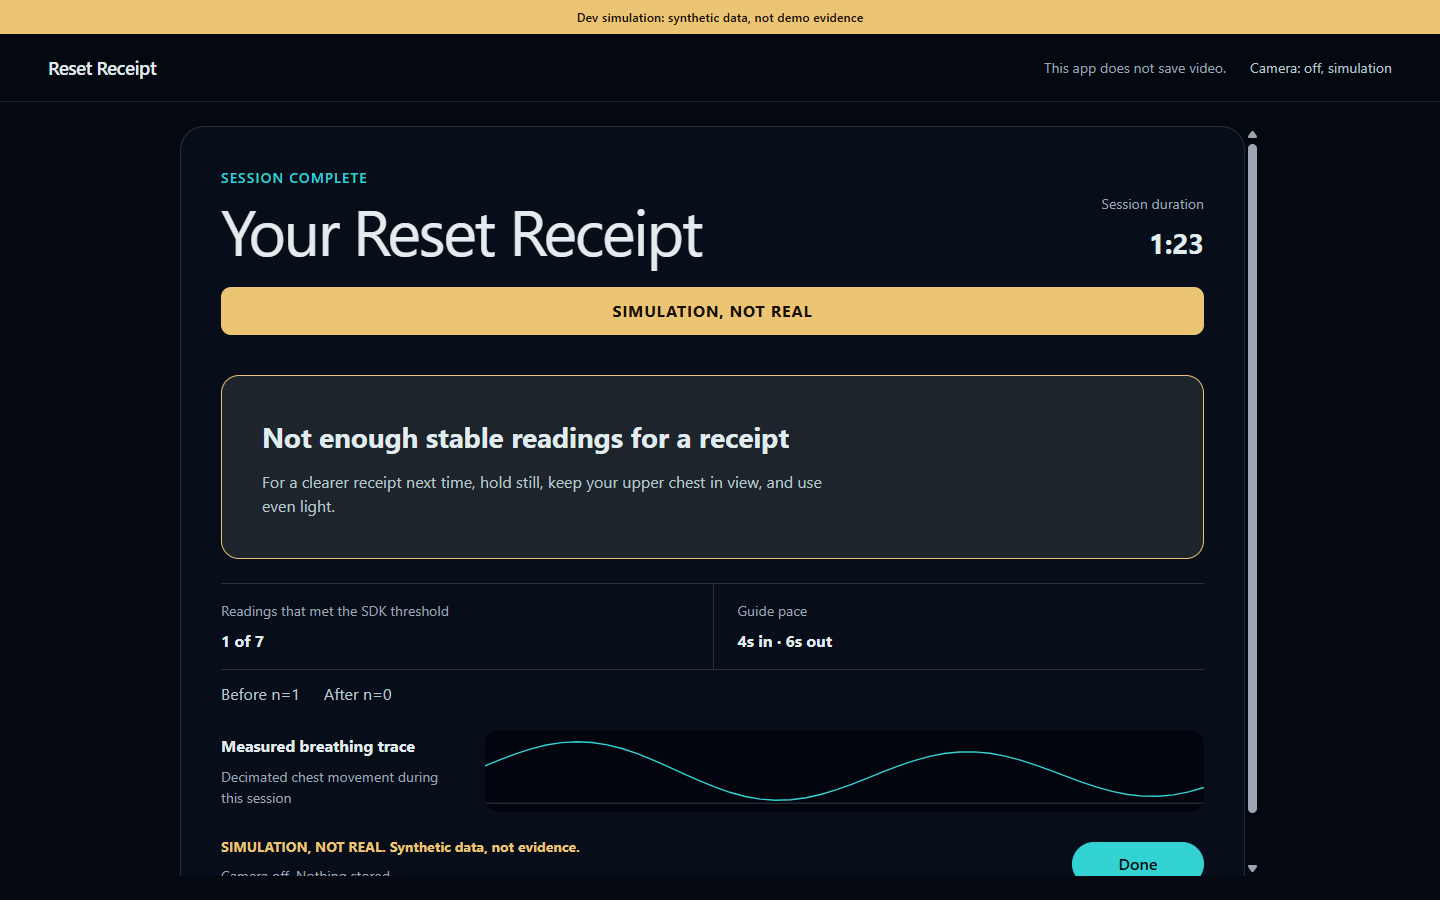 Dev simulation: synthetic data, not demo evidence
Reset Receipt
This app does not save video.
Camera: off, simulation
SESSION COMPLETE
Your Reset Receipt
Session duration
1:23
SIMULATION, NOT REAL
Not enough stable readings for a receipt
For a clearer receipt next time, hold still, keep your upper chest in view, and use
even light.
Readings that met the SDK threshold
1 of 7
Guide pace
4s in · 6s out
Before n=1
After n=0
Measured breathing trace
Decimated chest movement during
this session
SIMULATION, NOT REAL. Synthetic data, not evidence.
Camera off. Nothing stored.
Done